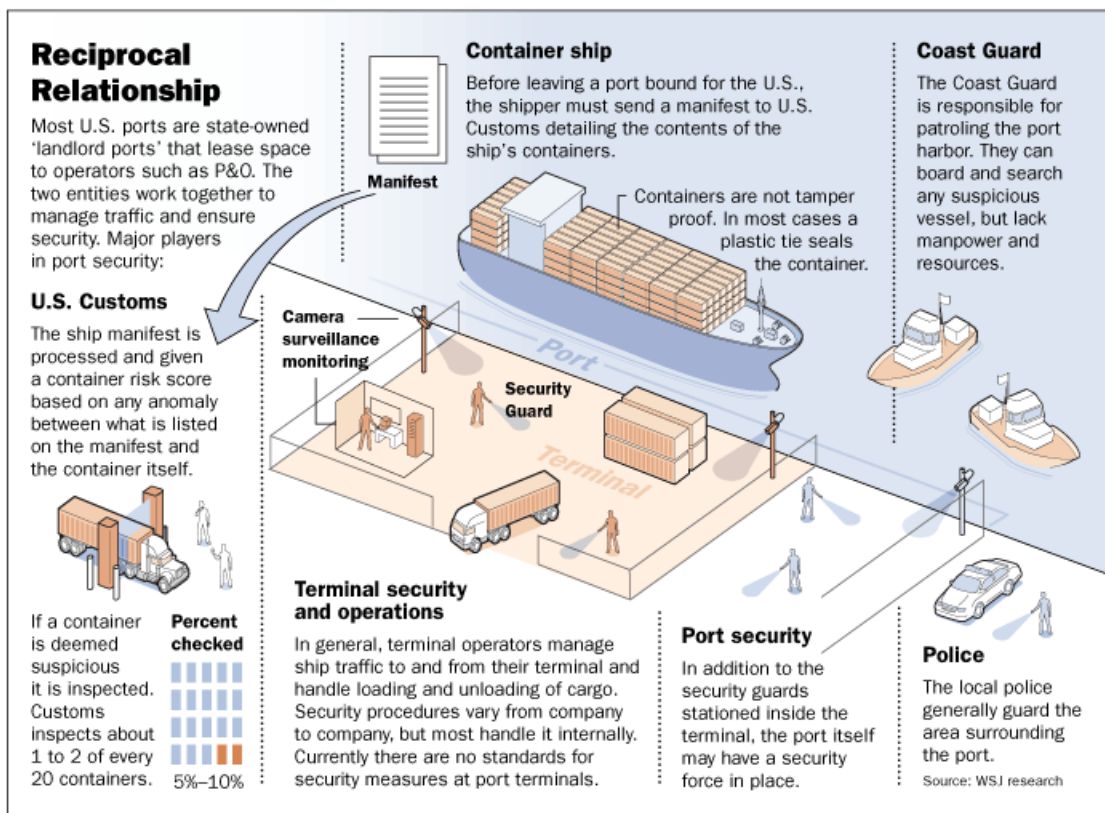 Reciprocal
Relationship
Most U.S. ports are state-owned
‘landlord ports’ that lease space
to operators such as P&O. The
two entities work together to
manage traffic and ensure
security. Major players
in port security:
Manifest
Container ship
Before leaving a port bound for the U.S.,
the shipper must send a manifest to U.S.
Customs detailing the contents of the
ship’s containers.
Containers are not tamper
proof. In most cases a
plastic tie seals
the container.
Coast Guard
The Coast Guard
is responsible for
patroling the port
harbor. They can
board and search
any suspicious
vessel, but lack
manpower and
resources.
U.S. Customs
The ship manifest is
processed and given
a container risk score
based on any anomaly
between what is listed
on the manifest and
the container itself.
If a container
is deemed
suspicious
it is inspected.
Customs
inspects about
1 to 2 of every
20 containers.
Percent
checked
5%–10%
Camera
surveillance
monitoring
Security
Guard
Port
Terminal
Terminal security
and operations
In general, terminal operators manage
ship traffic to and from their terminal and
handle loading and unloading of cargo.
Security procedures vary from company
to company, but most handle it internally.
Currently there are no standards for
security measures at port terminals.
Port security
In addition to the
security guards
stationed inside the
terminal, the port itself
may have a security
force in place.
Police
The local police
generally guard the
area surrounding
the port.
Source: WSJ research